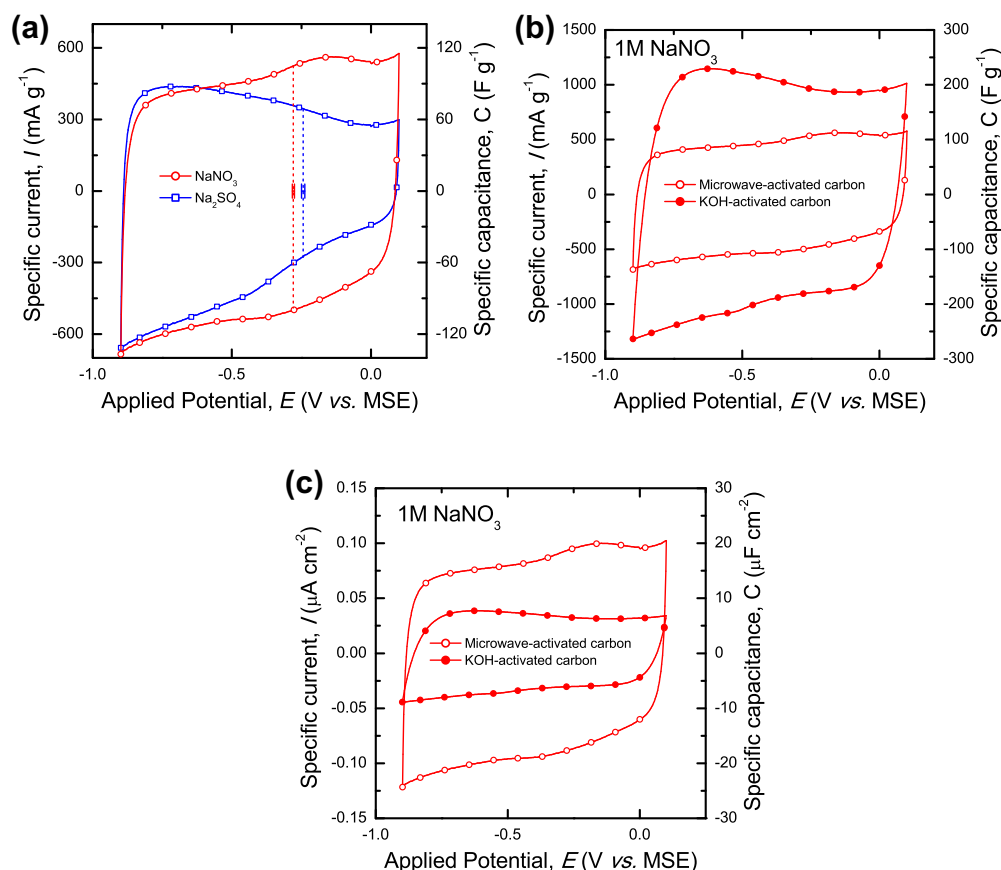 (a)
600
300
0
-300
-600
Specific current, I (mA g⁻¹)
120
60
0
-60
-120
Specific capacitance, C (F g⁻¹)
NaNO₃
Na₂SO₄
-1.0
-0.5
0.0
Applied Potential, E (V vs. MSE)
(b)
1M NaNO₃
1500
1000
500
0
-500
-1000
-1500
Specific current, I (mA g⁻¹)
300
200
100
0
-100
-200
-300
Specific capacitance, C (F g⁻¹)
Microwave-activated carbon
KOH-activated carbon
-1.0
-0.5
0.0
Applied Potential, E (V vs. MSE)
(c)
1M NaNO₃
0.15
0.10
0.05
0.00
-0.05
-0.10
-0.15
Specific current, I (μA cm⁻²)
30
20
10
0
-10
-20
-30
Specific capacitance, C (μF cm⁻²)
Microwave-activated carbon
KOH-activated carbon
-1.0
-0.5
0.0
Applied Potential, E (V vs. MSE)